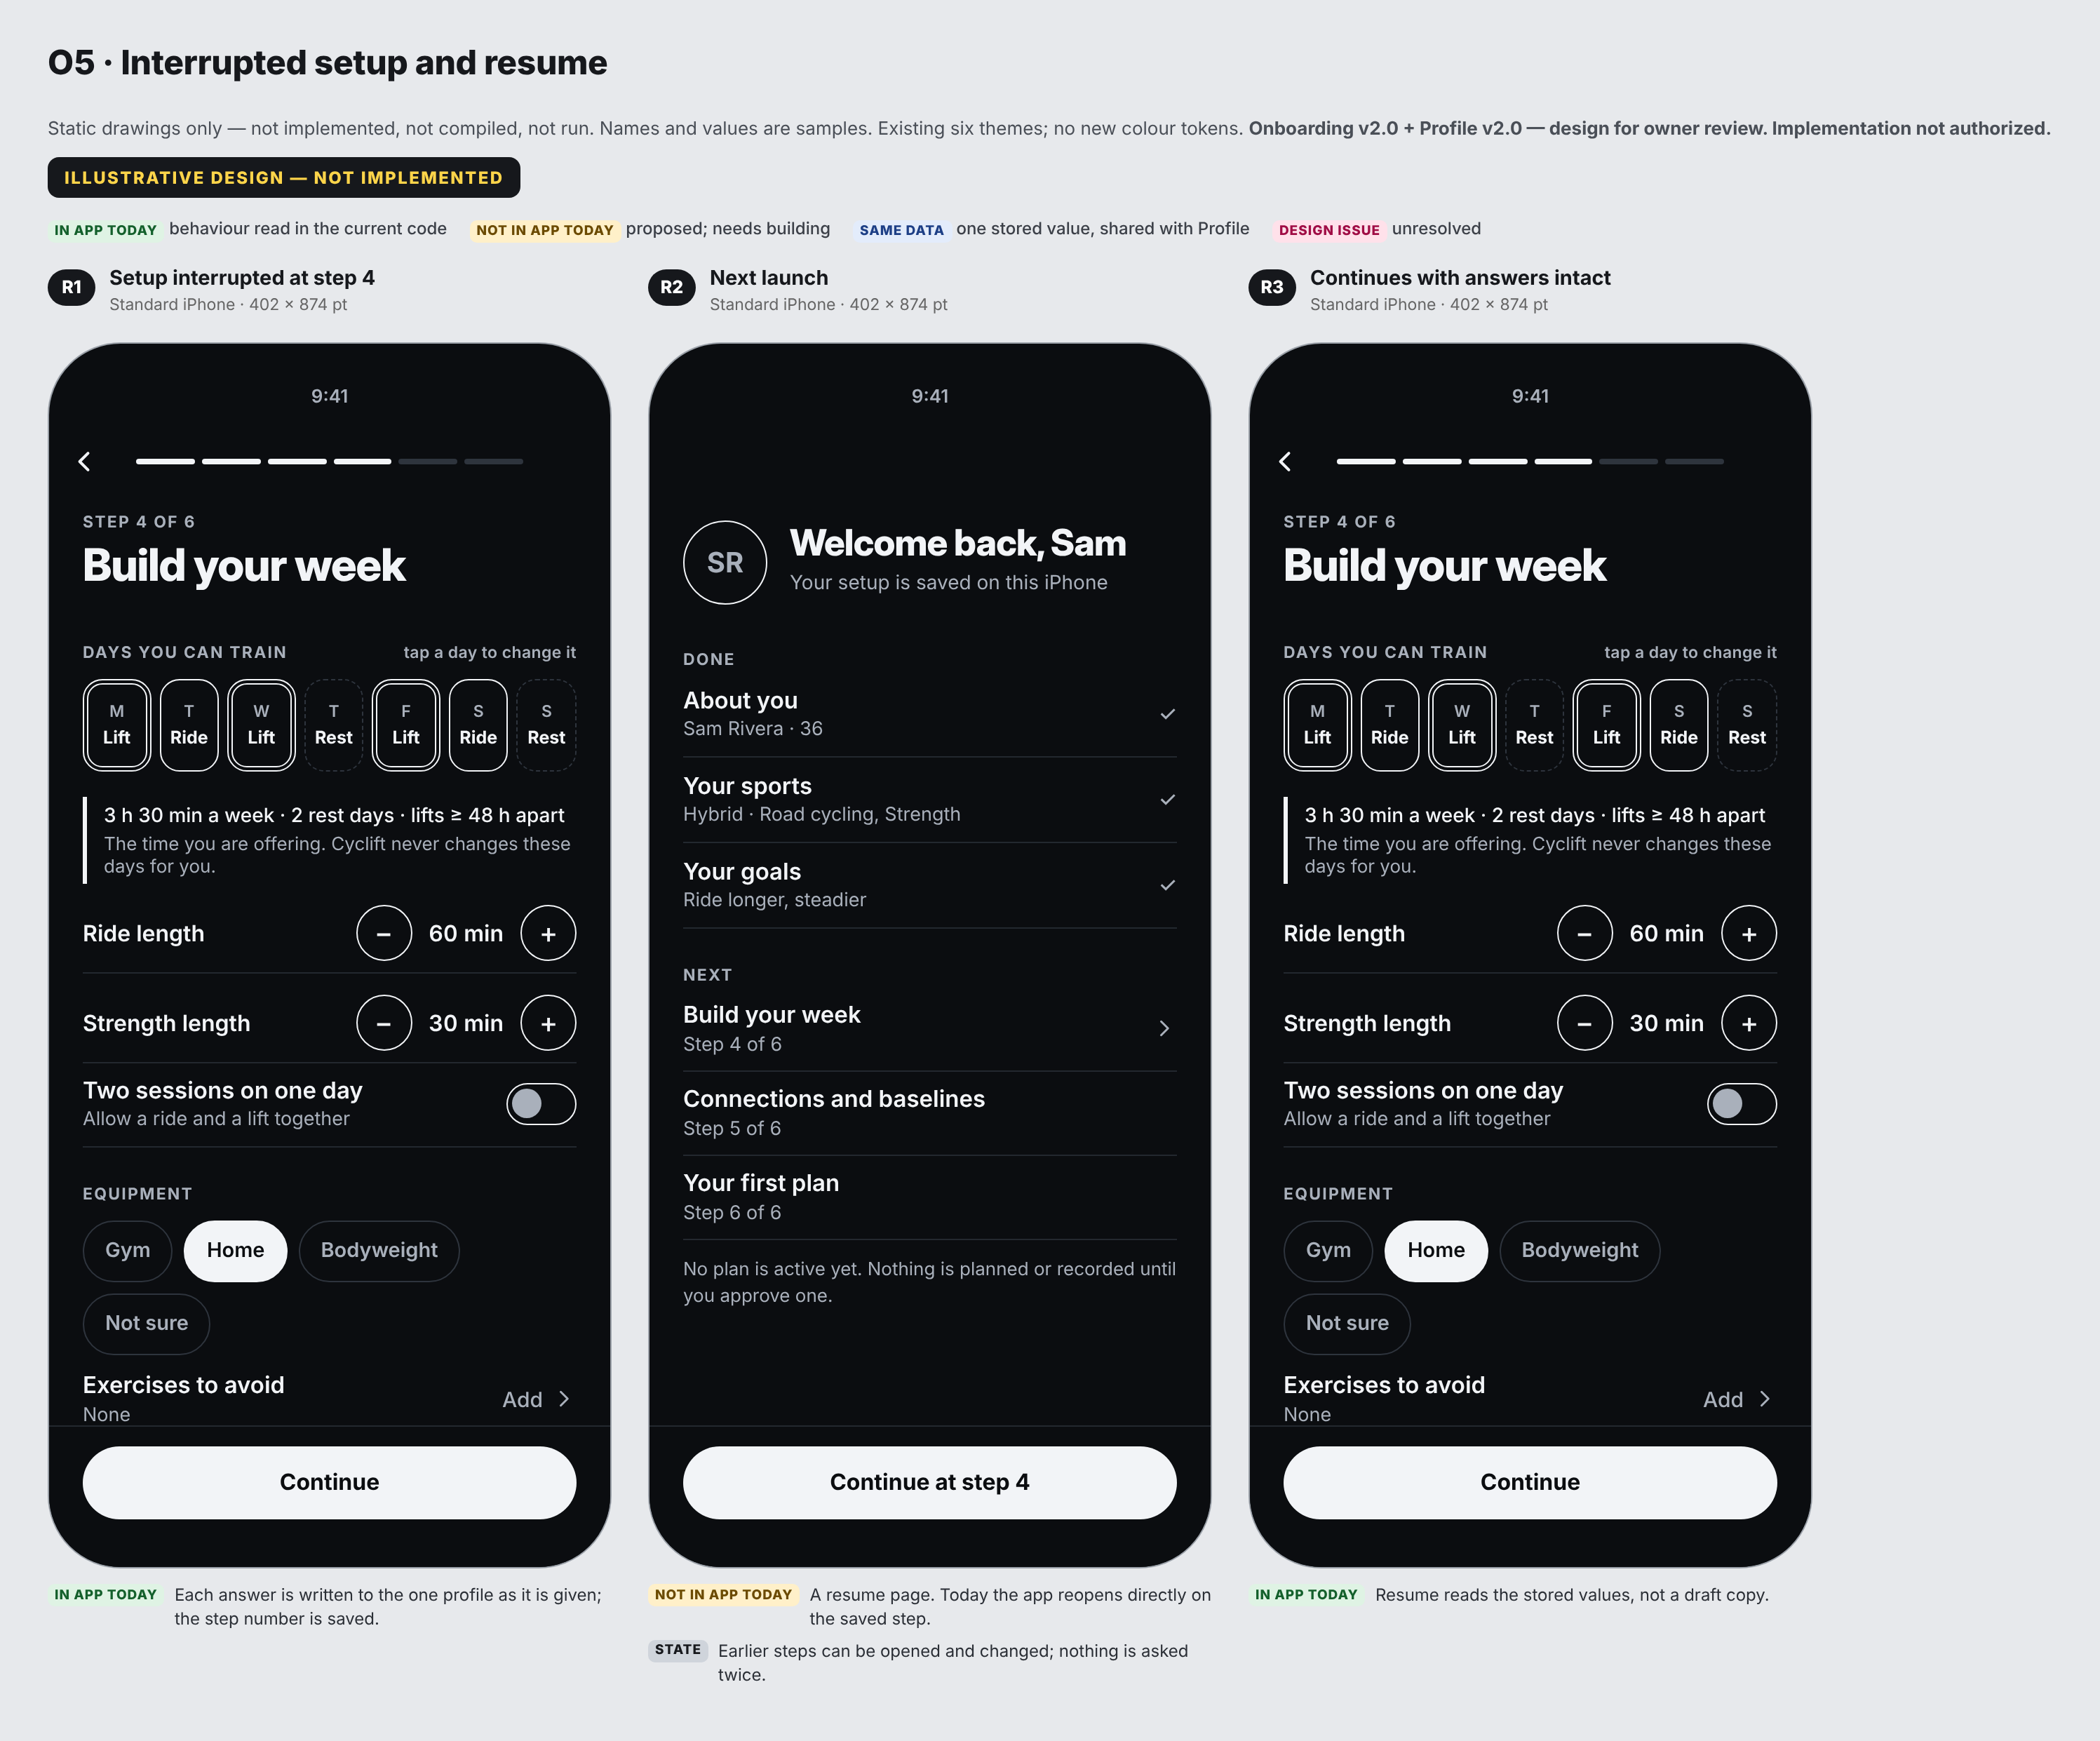 O5 · Interrupted setup and resume
Static drawings only — not implemented, not compiled, not run. Names and values are samples. Existing six themes; no new colour tokens. Onboarding v2.0 + Profile v2.0 — design for owner review. Implementation not authorized.
ILLUSTRATIVE DESIGN — NOT IMPLEMENTED
IN APP TODAY behaviour read in the current code NOT IN APP TODAY proposed; needs building SAME DATA one stored value, shared with Profile DESIGN ISSUE unresolved
R1 Setup interrupted at step 4
Standard iPhone · 402 × 874 pt
9:41
STEP 4 OF 6
Build your week
DAYS YOU CAN TRAIN tap a day to change it
M T W T F S S
Lift Ride Lift Rest Lift Ride Rest
3 h 30 min a week · 2 rest days · lifts ≥ 48 h apart
The time you are offering. Cyclift never changes these
days for you.
Ride length − 60 min +
Strength length − 30 min +
Two sessions on one day
Allow a ride and a lift together
EQUIPMENT
Gym Home Bodyweight
Not sure
Exercises to avoid
None
Add
Continue
IN APP TODAY Each answer is written to the one profile as it is given;
the step number is saved.
R2 Next launch
Standard iPhone · 402 × 874 pt
9:41
SR
Welcome back, Sam
Your setup is saved on this iPhone
DONE
About you
Sam Rivera · 36
Your sports
Hybrid · Road cycling, Strength
Your goals
Ride longer, steadier
NEXT
Build your week
Step 4 of 6
Connections and baselines
Step 5 of 6
Your first plan
Step 6 of 6
No plan is active yet. Nothing is planned or recorded until
you approve one.
Continue at step 4
NOT IN APP TODAY A resume page. Today the app reopens directly on
the saved step.
STATE Earlier steps can be opened and changed; nothing is asked
twice.
R3 Continues with answers intact
Standard iPhone · 402 × 874 pt
9:41
STEP 4 OF 6
Build your week
DAYS YOU CAN TRAIN tap a day to change it
M T W T F S S
Lift Ride Lift Rest Lift Ride Rest
3 h 30 min a week · 2 rest days · lifts ≥ 48 h apart
The time you are offering. Cyclift never changes these
days for you.
Ride length − 60 min +
Strength length − 30 min +
Two sessions on one day
Allow a ride and a lift together
EQUIPMENT
Gym Home Bodyweight
Not sure
Exercises to avoid
None
Add
Continue
IN APP TODAY Resume reads the stored values, not a draft copy.